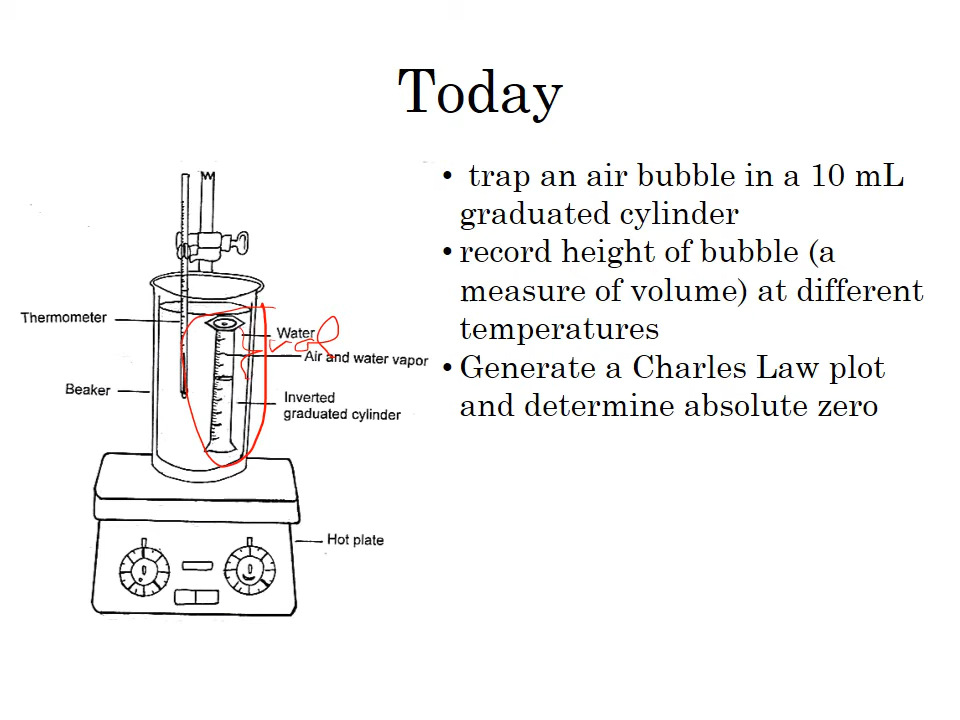 Today
• trap an air bubble in a 10 mL
graduated cylinder
• record height of bubble (a
measure of volume) at different
temperatures
• Generate a Charles Law plot
and determine absolute zero
Thermometer
Water
Air and water vapor
Beaker
Inverted
graduated cylinder
Hot plate